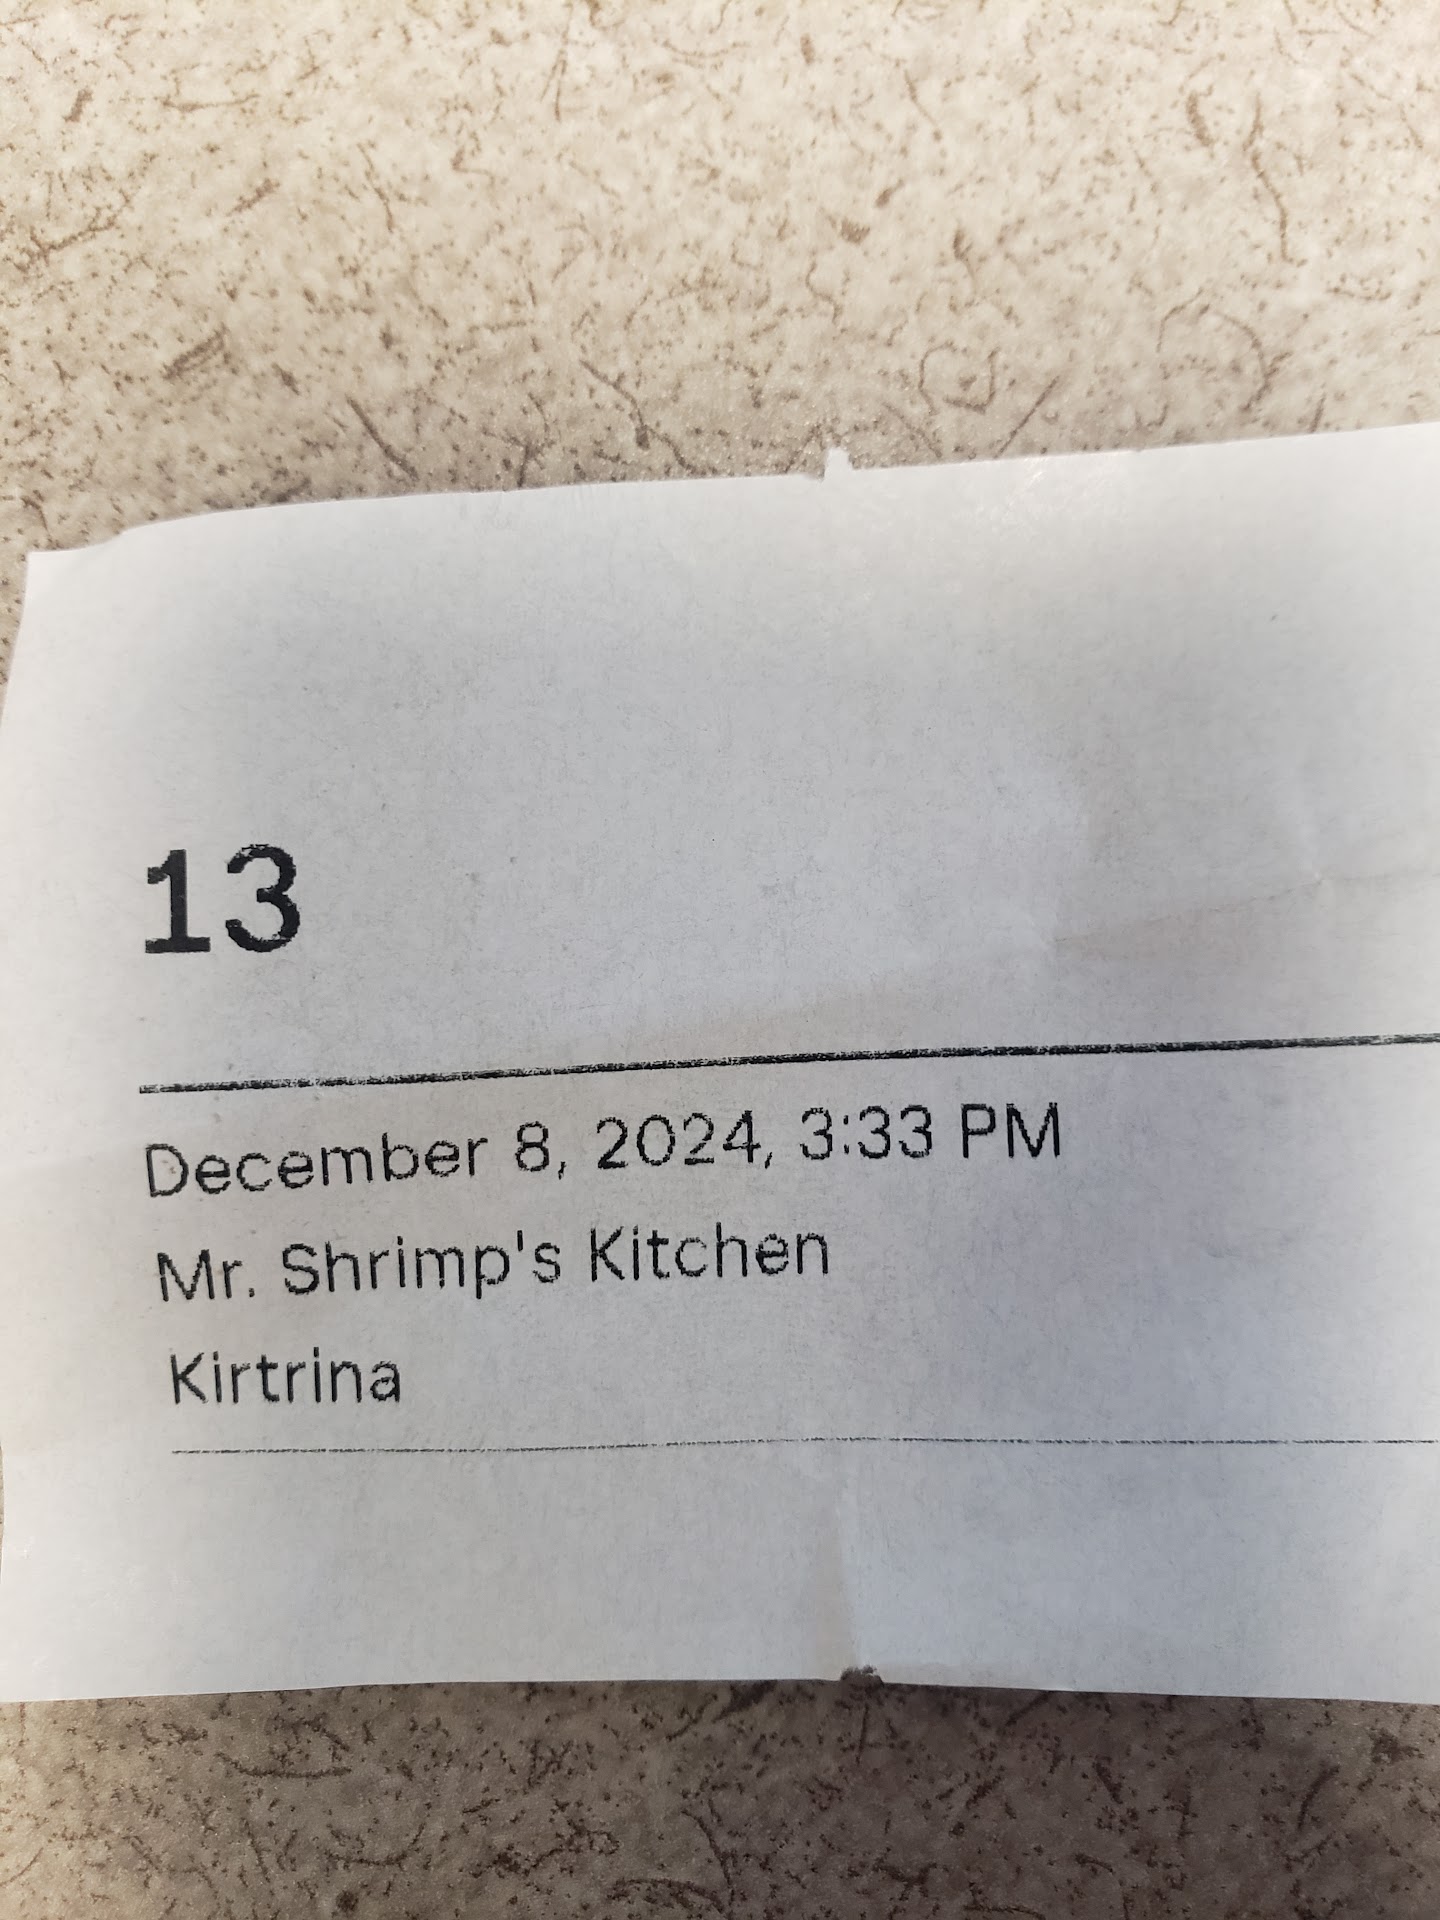 13
December 8, 2024, 3:33 PM
Mr. Shrimp's Kitchen
Kirtrina